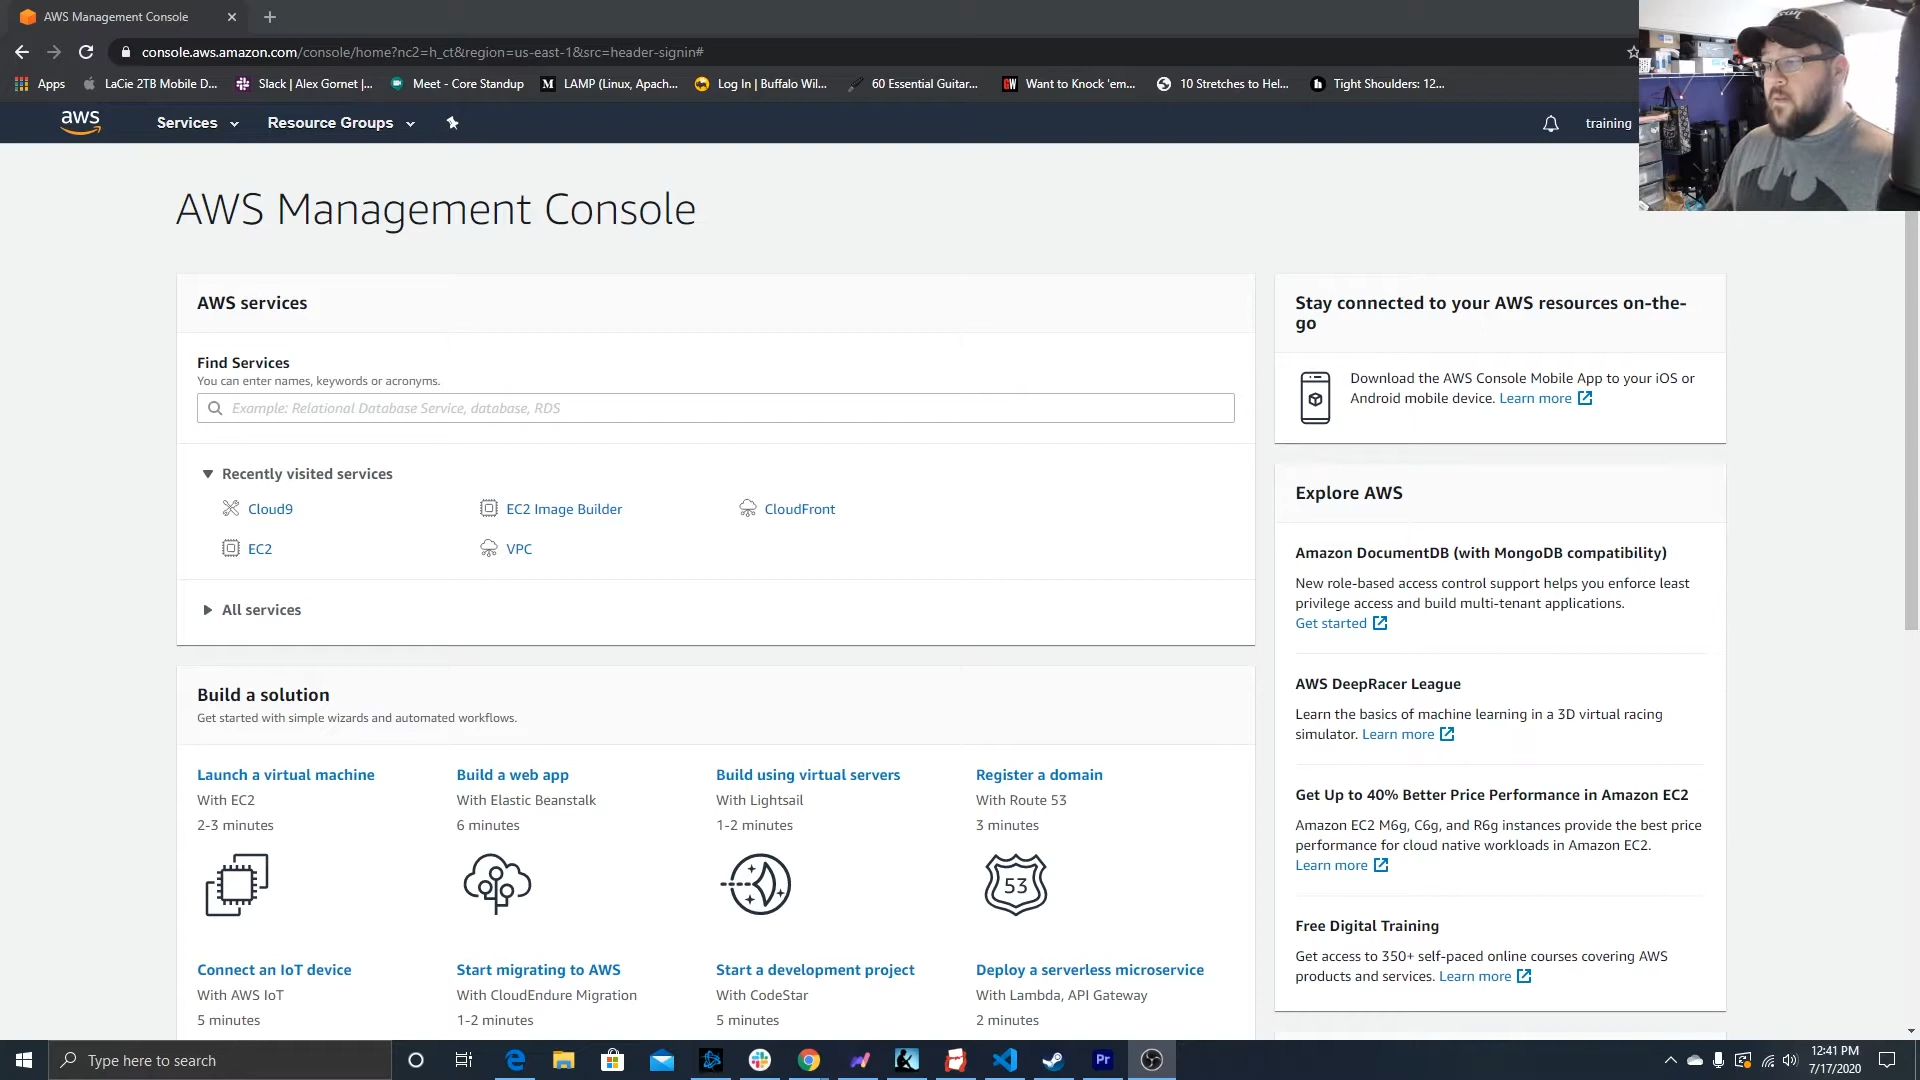 AWS Management Console
console.aws.amazon.com/console/home?nc2=h_ct&region=us-east-1&src=header-signin#
Apps
LaCie 2TB Mobile D...
Slack | Alex Gornet |...
Meet - Core Standup
M
LAMP (Linux, Apach...
Log In | Buffalo Wil...
60 Essential Guitar...
GW
Want to Knock 'em...
10 Stretches to Hel...
h
Tight Shoulders: 12...
aws
Services
Resource Groups
training
AWS Management Console
AWS services
Find Services
You can enter names, keywords or acronyms.
Example: Relational Database Service, database, RDS
Recently visited services
Cloud9
EC2 Image Builder
CloudFront
EC2
VPC
All services
Build a solution
Get started with simple wizards and automated workflows.
Launch a virtual machine
With EC2
2-3 minutes
Build a web app
With Elastic Beanstalk
6 minutes
Build using virtual servers
With Lightsail
1-2 minutes
Register a domain
With Route 53
3 minutes
53
Connect an IoT device
With AWS IoT
5 minutes
Start migrating to AWS
With CloudEndure Migration
1-2 minutes
Start a development project
With CodeStar
5 minutes
Deploy a serverless microservice
With Lambda, API Gateway
2 minutes
Stay connected to your AWS resources on-the-
go
Download the AWS Console Mobile App to your iOS or
Android mobile device. Learn more
Explore AWS
Amazon DocumentDB (with MongoDB compatibility)
New role-based access control support helps you enforce least
privilege access and build multi-tenant applications.
Get started
AWS DeepRacer League
Learn the basics of machine learning in a 3D virtual racing
simulator. Learn more
Get Up to 40% Better Price Performance in Amazon EC2
Amazon EC2 M6g, C6g, and R6g instances provide the best price
performance for cloud native workloads in Amazon EC2.
Learn more
Free Digital Training
Get access to 350+ self-paced online courses covering AWS
products and services. Learn more
Type here to search
Pr
12:41 PM
7/17/2020